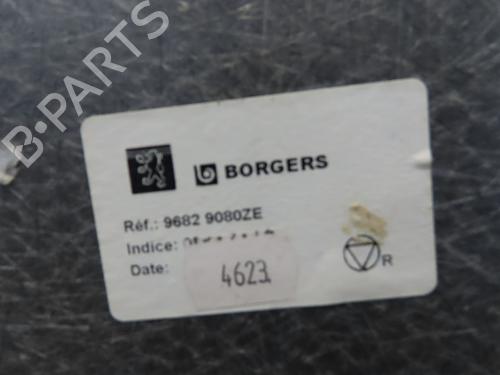 B-PARTS
BORGERS
Réf.: 9682 9080ZE
Indice:
Date:
4623
R